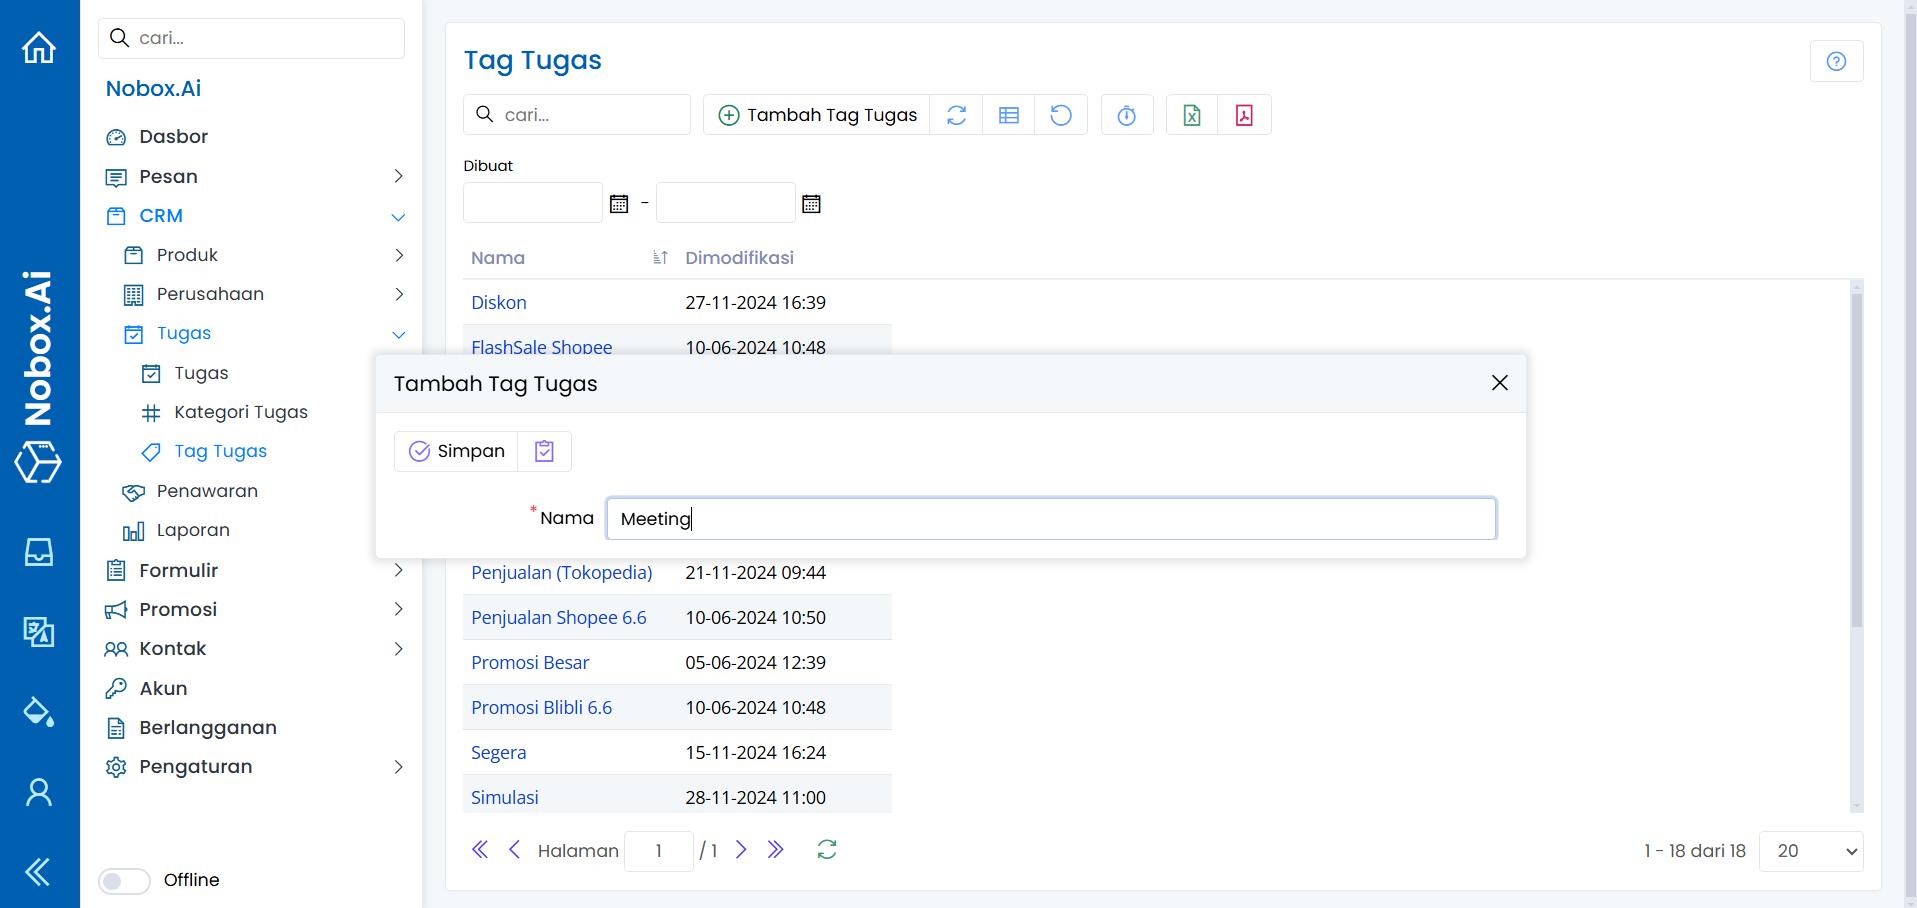 Nobox.Ai
cari...
Nobox.Ai
Dasbor
Pesan
CRM
Produk
Perusahaan
Tugas
Tugas
Kategori Tugas
Tag Tugas
Penawaran
Laporan
Formulir
Promosi
Kontak
Akun
Berlangganan
Pengaturan
Offline
Tag Tugas
cari...
Tambah Tag Tugas
Dibuat
-
Nama Dimodifikasi
Diskon 27-11-2024 16:39
FlashSale Shopee 10-06-2024 10:48
Tambah Tag Tugas
Simpan
*Nama Meeting
Penjualan (Tokopedia) 21-11-2024 09:44
Penjualan Shopee 6.6 10-06-2024 10:50
Promosi Besar 05-06-2024 12:39
Promosi Blibli 6.6 10-06-2024 10:48
Segera 15-11-2024 16:24
Simulasi 28-11-2024 11:00
Halaman 1 / 1
1 - 18 dari 18 20